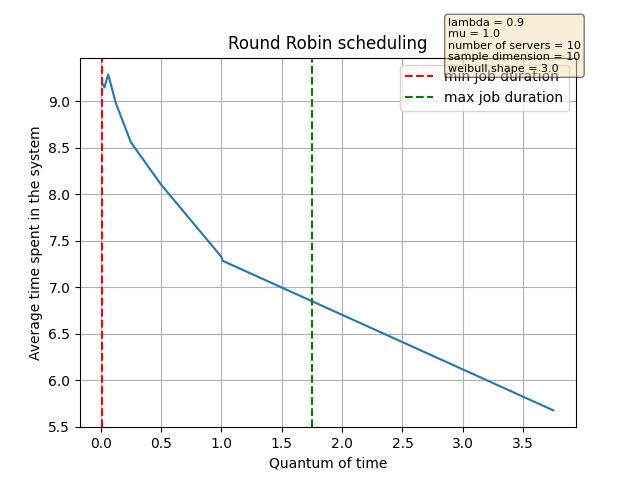 Round Robin scheduling
lambda = 0.9
mu = 1.0
number of servers = 10
sample dimension = 10
weibull,shape = 3.0
min job duration
max job duration
Average time spent in the system
9.0
8.5
8.0
7.5
7.0
6.5
6.0
5.5
0.0 0.5 1.0 1.5 2.0 2.5 3.0 3.5
Quantum of time